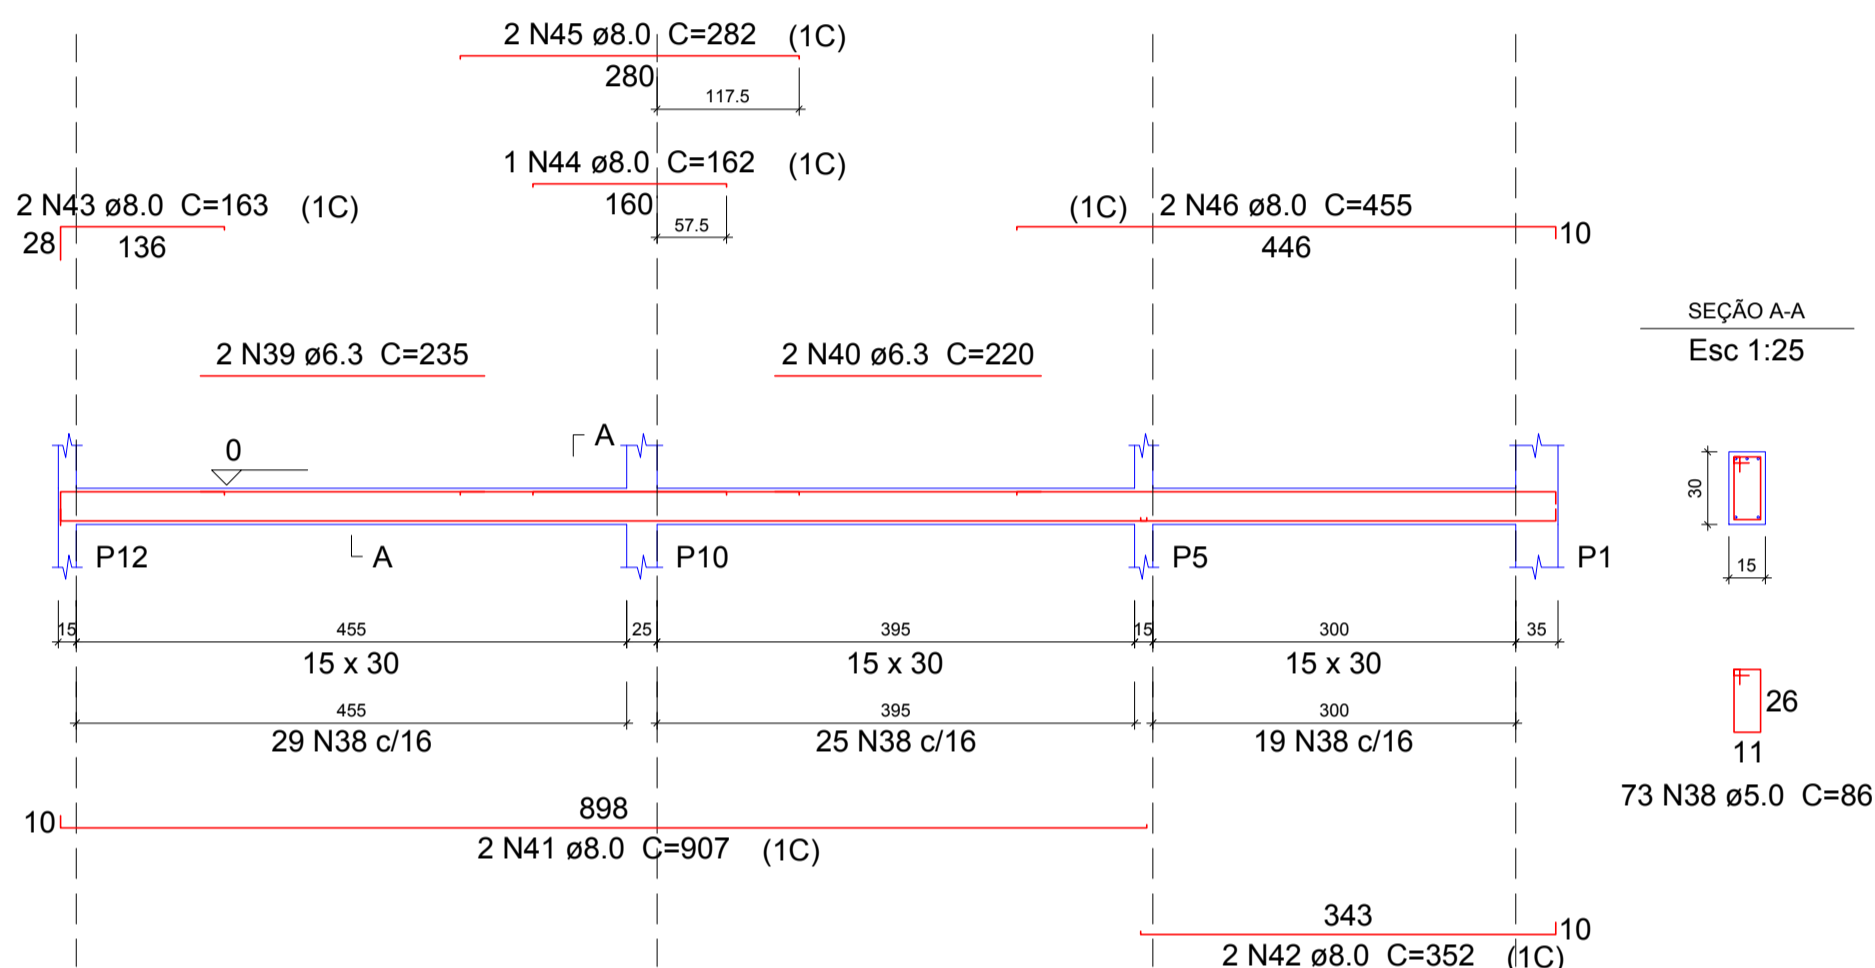 2 N45 ø8.0 C=282 (1C)
280
117.5
1 N44 ø8.0 C=162 (1C)
160
57.5
2 N43 ø8.0 C=163 (1C)
28 136
(1C) 2 N46 ø8.0 C=455
446 10
SEÇÃO A-A
Esc 1:25
2 N39 ø6.3 C=235
2 N40 ø6.3 C=220
0
A
A
P12
P10
P5
P1
30
15
15 455 25 395 15 300 35
15 x 30 15 x 30 15 x 30
455 395 300
29 N38 c/16 25 N38 c/16 19 N38 c/16
26
11
73 N38 ø5.0 C=86
10 898
2 N41 ø8.0 C=907 (1C)
343 10
2 N42 ø8.0 C=352 (1C)